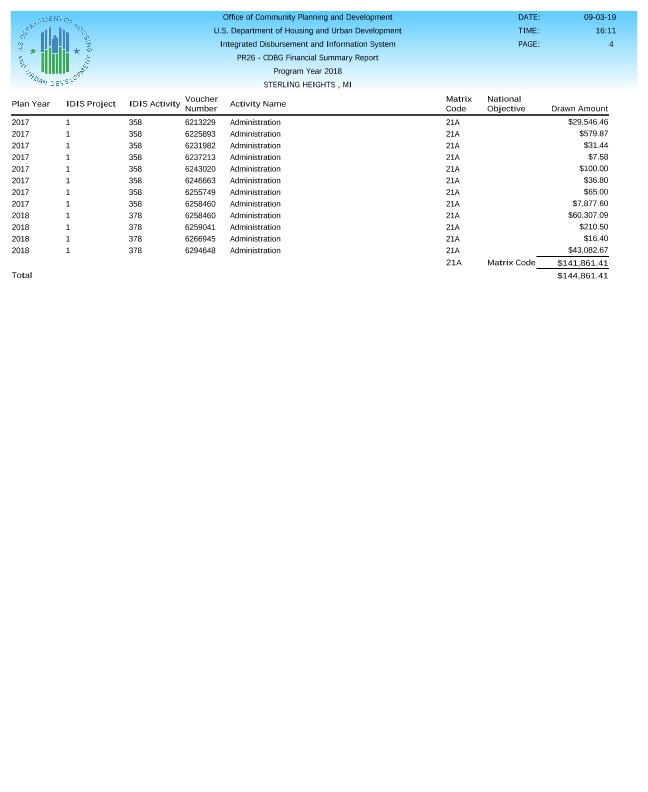 U.S. DEPARTMENT OF HOUSING AND URBAN DEVELOPMENT
Office of Community Planning and Development DATE: 09-03-19
U.S. Department of Housing and Urban Development TIME: 16:11
Integrated Disbursement and Information System PAGE: 4
PR26 - CDBG Financial Summary Report
Program Year 2018
STERLING HEIGHTS , MI
Plan Year IDIS Project IDIS Activity Voucher Number Activity Name Matrix Code National Objective Drawn Amount
2017 1 358 6213229 Administration 21A $29,546.46
2017 1 358 6225893 Administration 21A $579.87
2017 1 358 6231982 Administration 21A $31.44
2017 1 358 6237213 Administration 21A $7.58
2017 1 358 6243020 Administration 21A $100.00
2017 1 358 6246663 Administration 21A $36.80
2017 1 358 6255749 Administration 21A $65.00
2017 1 358 6258460 Administration 21A $7,877.60
2018 1 378 6258460 Administration 21A $60,307.09
2018 1 378 6259041 Administration 21A $210.50
2018 1 378 6266945 Administration 21A $16.40
2018 1 378 6294648 Administration 21A $43,082.67
21A Matrix Code $141,861.41
Total $144,861.41